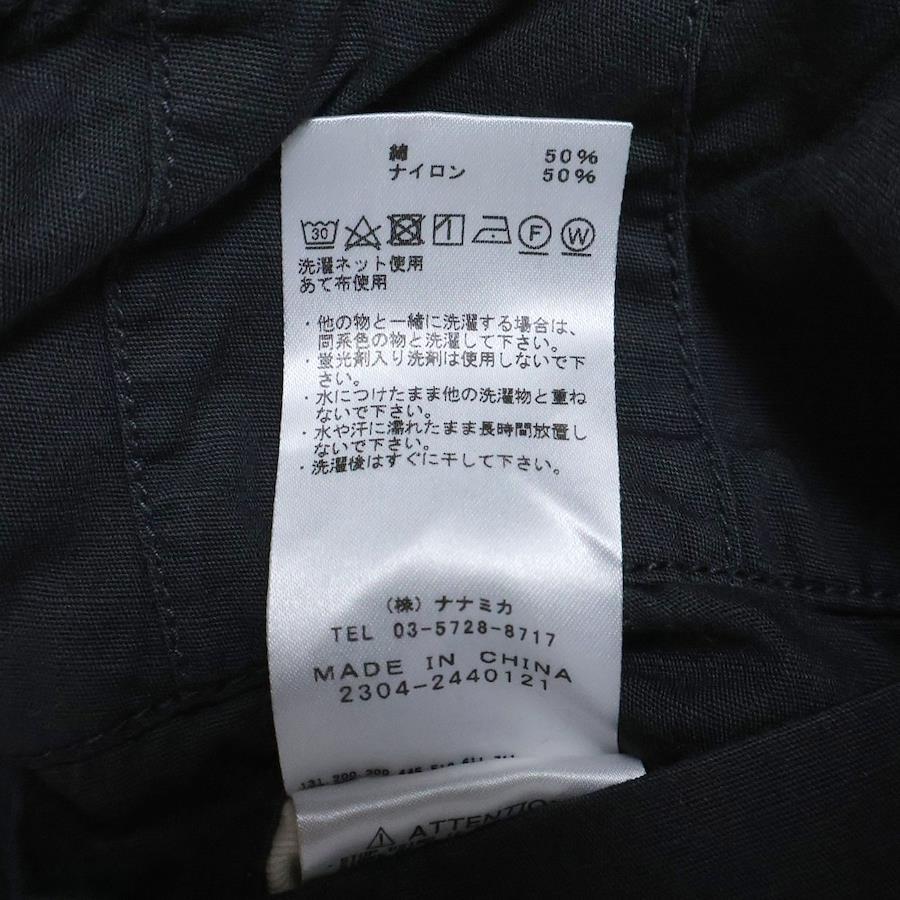 綿 50%
ナイロン 50%
30 F W
洗濯ネット使用
あて布使用
・他の物と一緒に洗濯する場合は、
同系色の物と洗濯して下さい。
・蛍光剤入り洗剤は使用しないで下
さい。
・水につけたまま他の洗濯物と重ね
ないで下さい。
・水や汗に濡れたまま長時間放置し
ないで下さい。
・洗濯後はすぐに干して下さい。
(株) ナナミカ
TEL 03-5728-8717
MADE IN CHINA
2304-2440121
ATTENTION